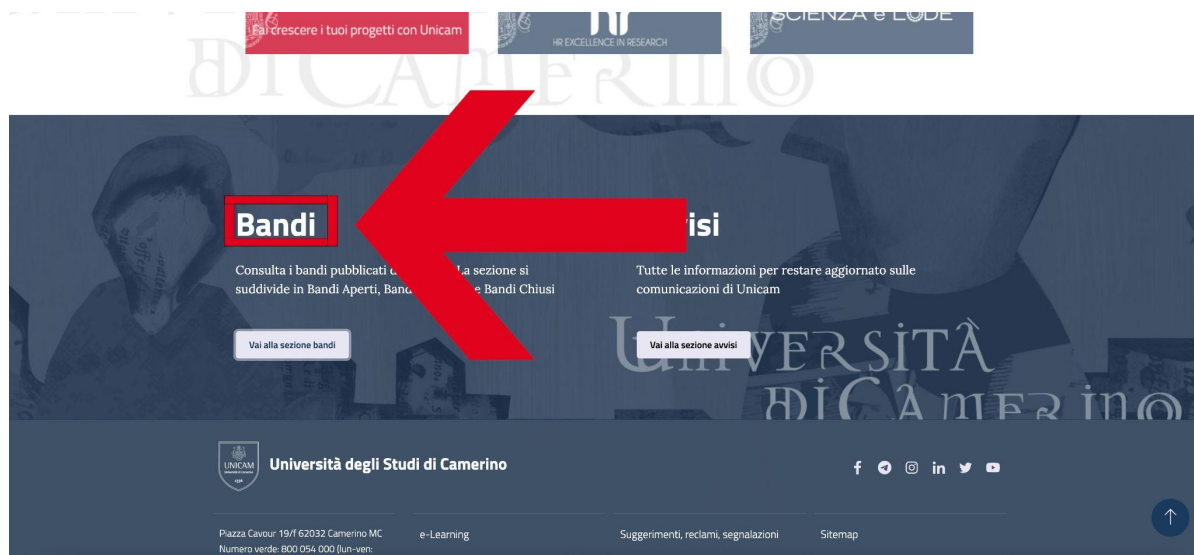 Fai crescere i tuoi progetti con Unicam
HR EXCELLENCE IN RESEARCH
SCIENZA e LODE
DI CAMERINO
Bandi
Consulta i bandi pubblicati
La sezione si
suddivide in Bandi Aperti,
e Bandi Chiusi
Vai alla sezione bandi
Tutte le informazioni per restare aggiornato sulle
comunicazioni di Unicam
Vai alla sezione avvisi
UNIVERSITÀ
DI CAMERINO
UNICAM
Università degli Studi di Camerino
Piazza Cavour 19/f 62032 Camerino MC
Numero verde: 800 054 000 (lun-ven:
e-Learning
Suggerimenti, reclami, segnalazioni
Sitemap